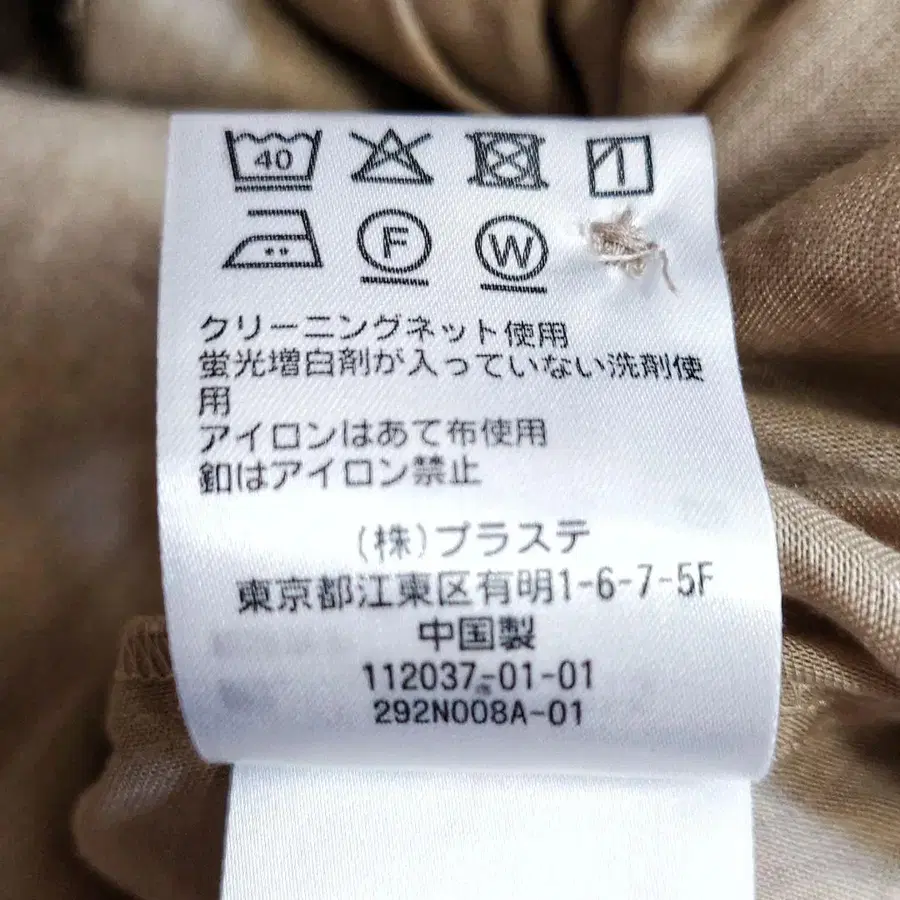 40
F W
クリーニングネット使用
蛍光増白剤が入っていない洗剤使
用
アイロンはあて布使用
釦はアイロン禁止
(株)プラステ
東京都江東区有明1-6-7-5F
中国製
112037-01-01
292N008A-01